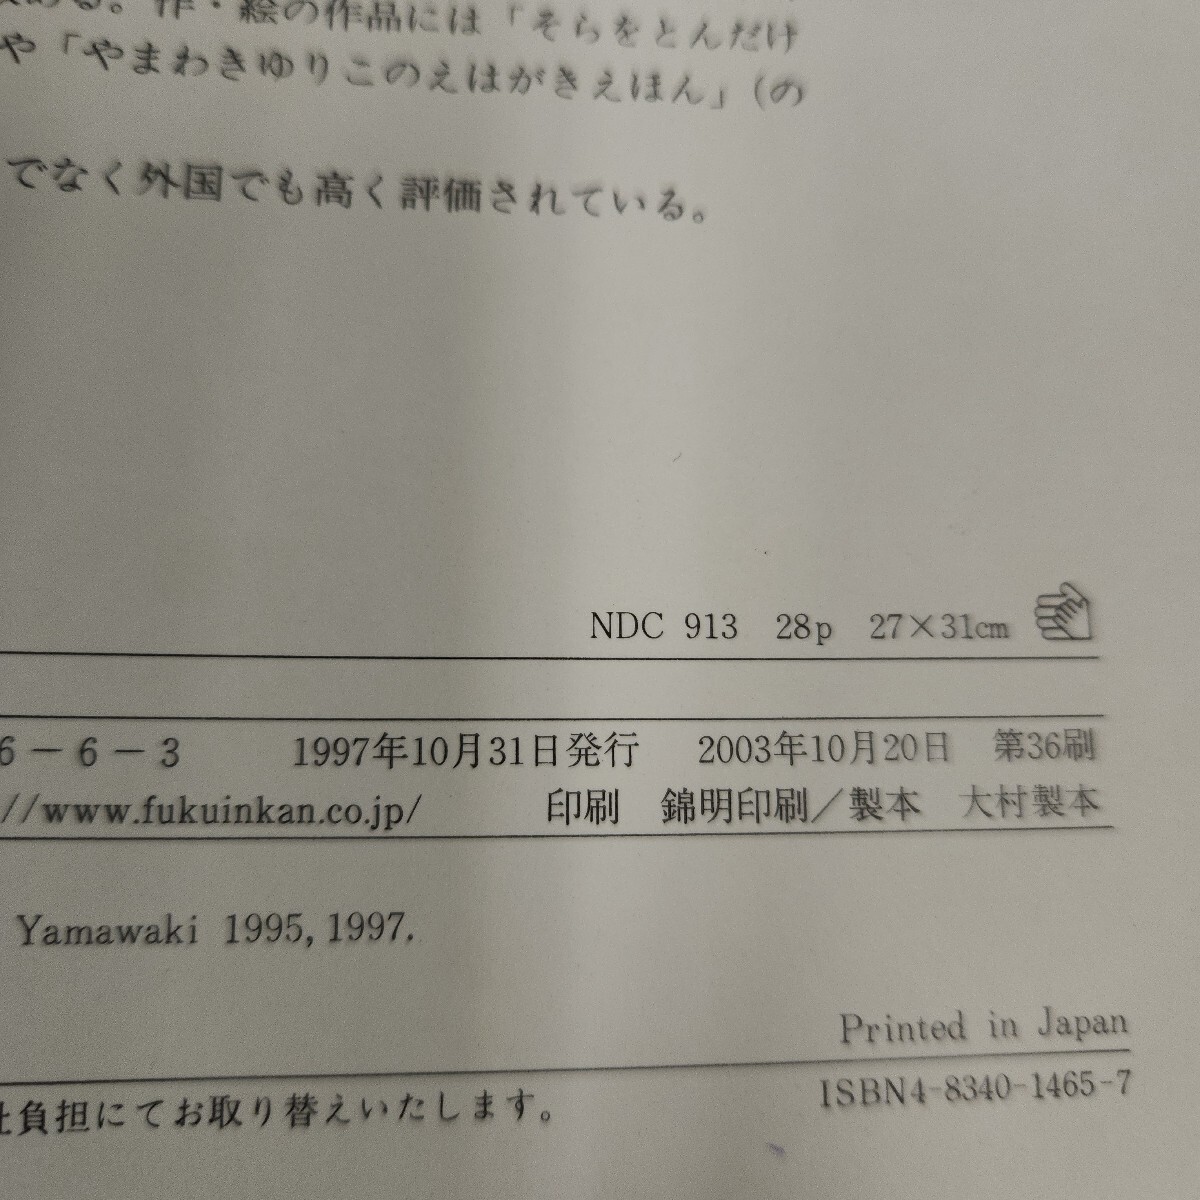 ある。作・絵の作品には「そらをとんだけ
や「やまわきゆりこのえはがきえほん」（の
でなく外国でも高く評価されている。
NDC 913 28p 27×31cm
6－6－3 1997年10月31日発行 2003年10月20日 第36刷
//www.fukuinkan.co.jp/ 印刷 錦明印刷／製本 大村製本
Yamawaki 1995, 1997.
Printed in Japan
社負担にてお取り替えいたします。
ISBN4-8340-1465-7